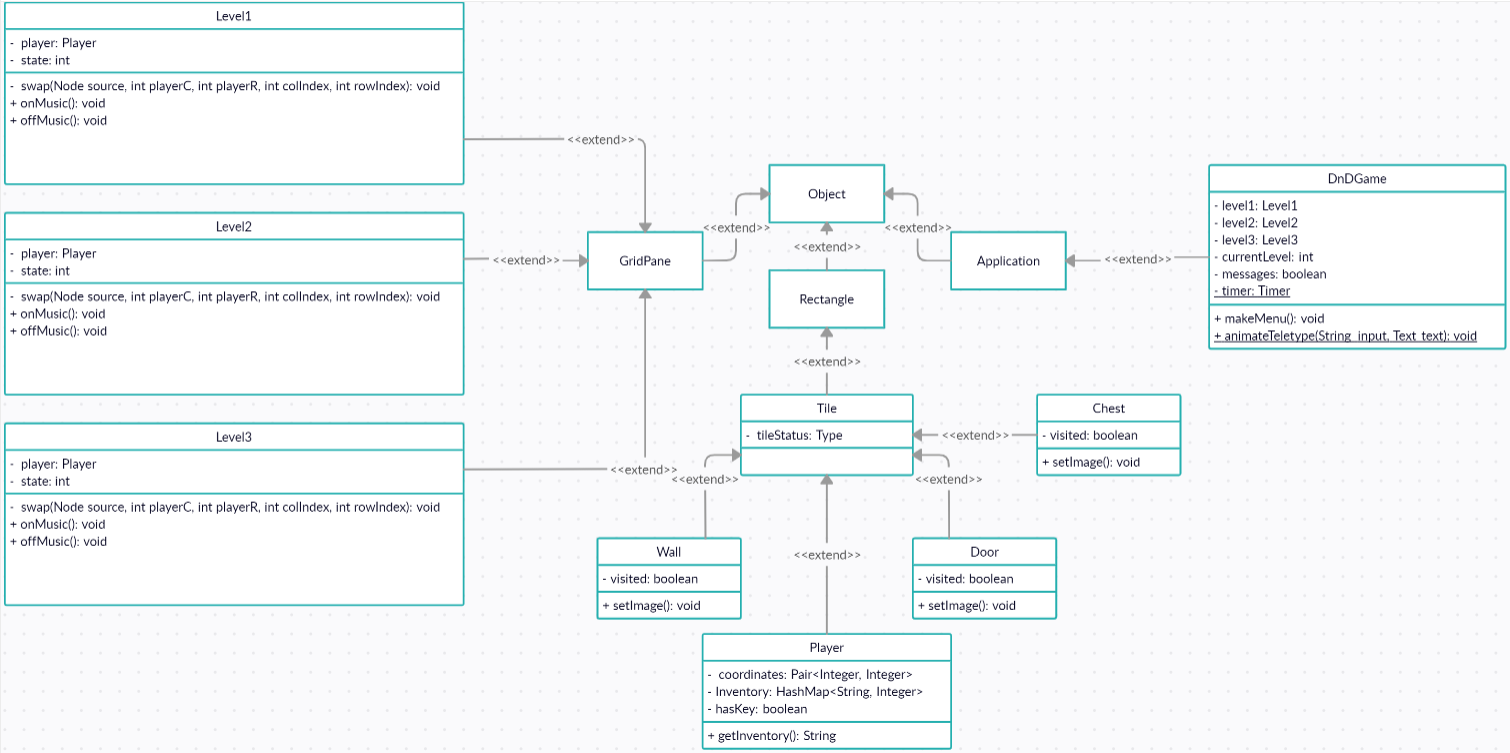 Level1
- player: Player
- state: int
- swap(Node source, int playerC, int playerR, int colIndex, int rowIndex): void
+ onMusic(): void
+ offMusic(): void
<<extend>>
Level2
- player: Player
- state: int
- swap(Node source, int playerC, int playerR, int colIndex, int rowIndex): void
+ onMusic(): void
+ offMusic(): void
<<extend>>
Level3
- player: Player
- state: int
- swap(Node source, int playerC, int playerR, int colIndex, int rowIndex): void
+ onMusic(): void
+ offMusic(): void
<<extend>>
GridPane
<<extend>>
Object
<<extend>>
Rectangle
<<extend>>
<<extend>>
Application
<<extend>>
DnDGame
- level1: Level1
- level2: Level2
- level3: Level3
- currentLevel: int
- messages: boolean
- timer: Timer
+ makeMenu(): void
+ animateTeletype(String input, Text text): void
Tile
- tileStatus: Type
<<extend>>
Chest
- visited: boolean
+ setImage(): void
<<extend>>
Wall
- visited: boolean
+ setImage(): void
<<extend>>
<<extend>>
Door
- visited: boolean
+ setImage(): void
Player
- coordinates: Pair<Integer, Integer>
- Inventory: HashMap<String, Integer>
- hasKey: boolean
+ getInventory(): String